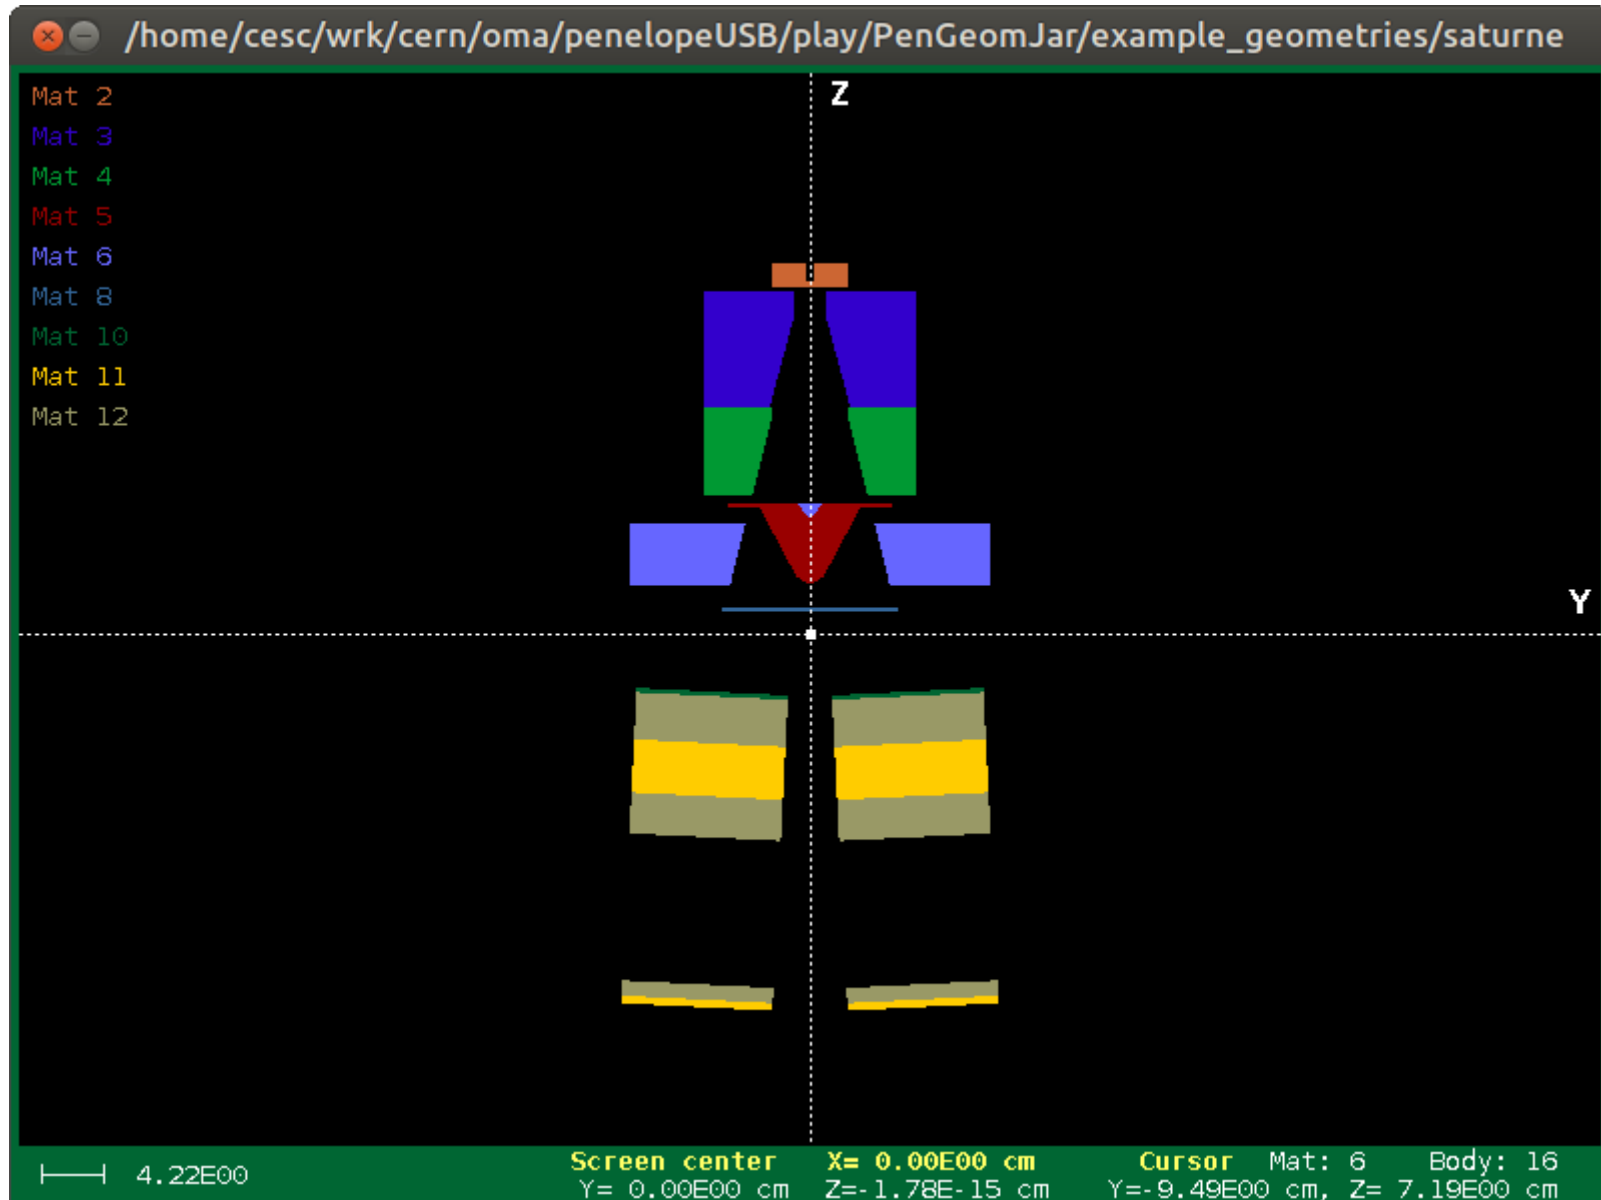 /home/cesc/wrk/cern/oma/penelopeUSB/play/PenGeomJar/example_geometries/saturne
Z
Mat 2
Mat 3
Mat 4
Mat 5
Mat 6
Mat 8
Mat 10
Mat 11
Mat 12
Y
4.22E00
Screen center X= 0.00E00 cm
Y= 0.00E00 cm Z=-1.78E-15 cm
Cursor Mat: 6 Body: 16
Y=-9.49E00 cm, Z= 7.19E00 cm